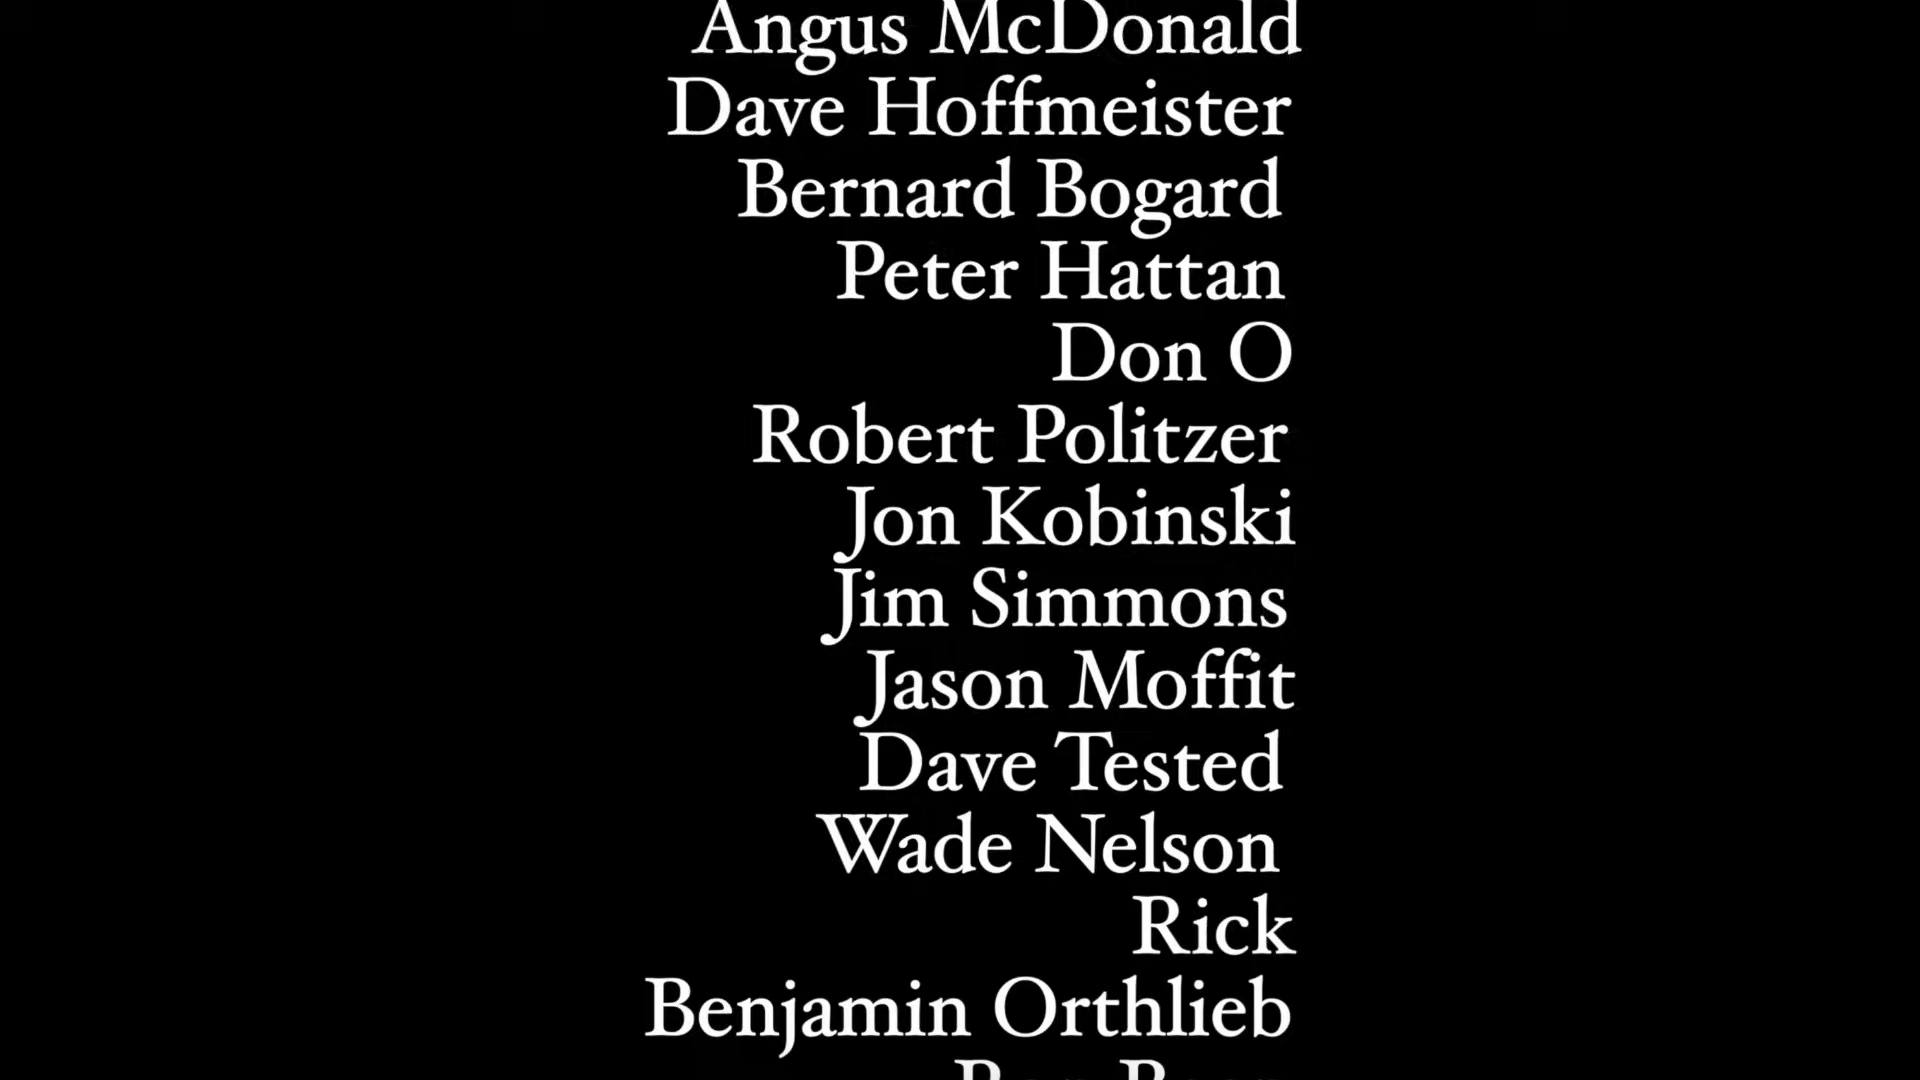 Angus McDonald
Dave Hoffmeister
Bernard Bogard
Peter Hattan
Don O
Robert Politzer
Jon Kobinski
Jim Simmons
Jason Moffit
Dave Tested
Wade Nelson
Rick
Benjamin Orthlieb